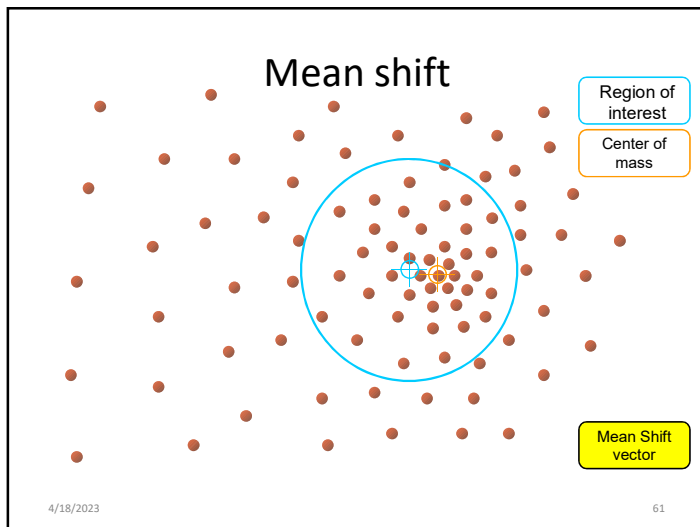 Mean shift
Region of
interest
Center of
mass
Mean Shift
vector
4/18/2023
61